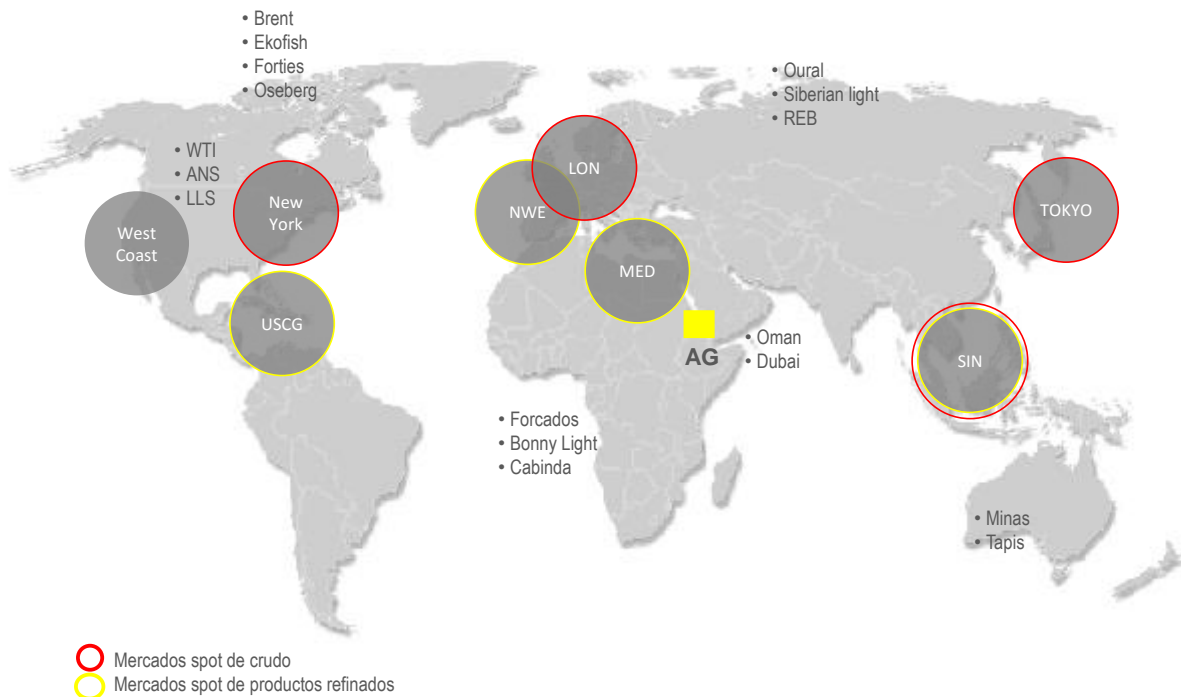 • Brent
• Ekofish
• Forties
• Oseberg
• Oural
• Siberian light
• REB
• WTI
• ANS
• LLS
New
York
West
Coast
USCG
LON
NWE
MED
TOKYO
AG
• Oman
• Dubai
SIN
• Forcados
• Bonny Light
• Cabinda
• Minas
• Tapis
Mercados spot de crudo
Mercados spot de productos refinados